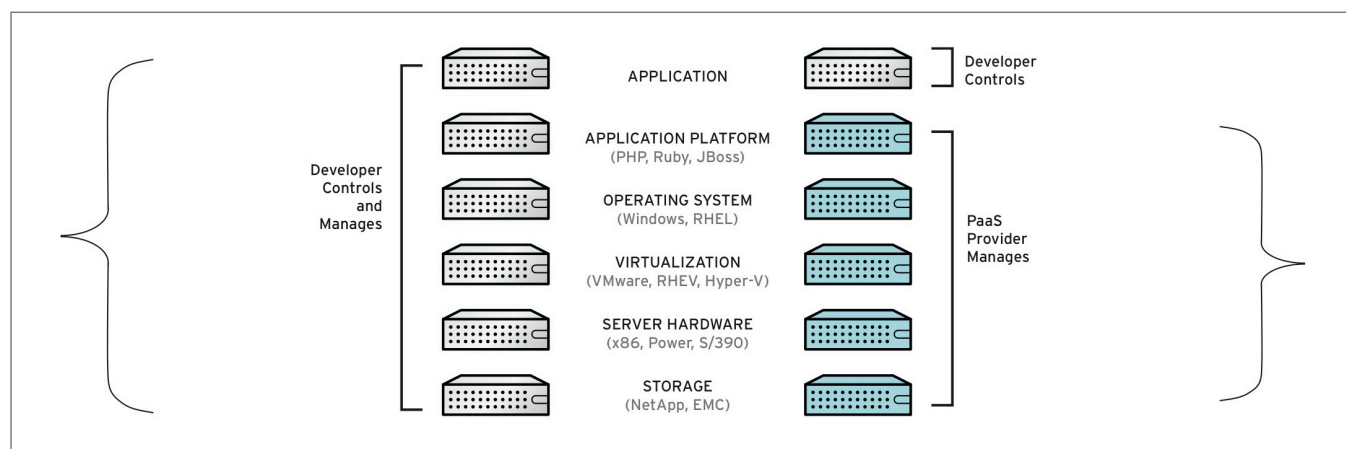 APPLICATION
Developer
Controls
APPLICATION PLATFORM
(PHP, Ruby, JBoss)
Developer
Controls
and
Manages
OPERATING SYSTEM
(Windows, RHEL)
PaaS
Provider
Manages
VIRTUALIZATION
(VMware, RHEV, Hyper-V)
SERVER HARDWARE
(x86, Power, S/390)
STORAGE
(NetApp, EMC)